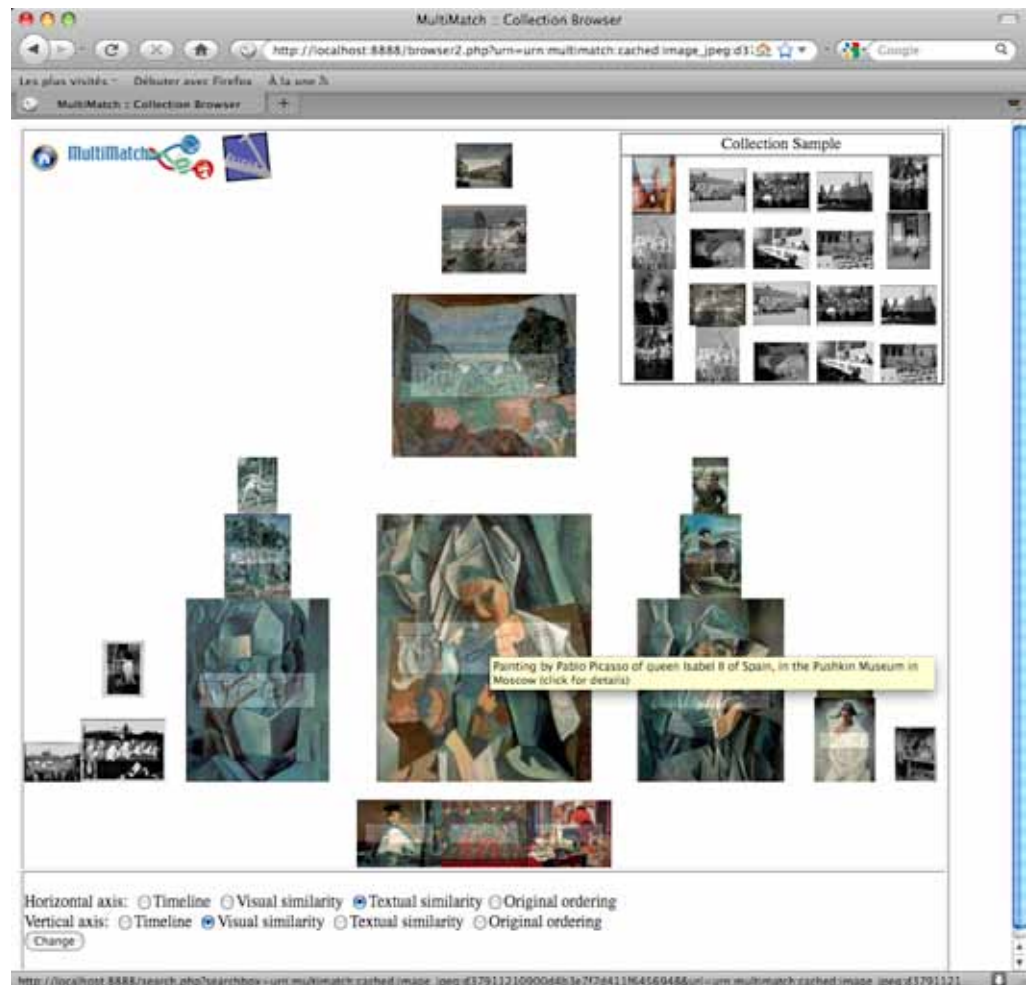 MultiMatch :: Collection Browser
http://localhost:8888/browser2.php?urn=urn:multimatch:cached:image_jpeg:d3
Google
Les plus visités
Débuter avec Firefox
À la une
MultiMatch :: Collection Browser
+
MultiMatch
Collection Sample
Painting by Pablo Picasso of queen Isabel II of Spain, in the Pushkin Museum in
Moscow (click for details)
Horizontal axis: Timeline Visual similarity Textual similarity Original ordering
Vertical axis: Timeline Visual similarity Textual similarity Original ordering
Change